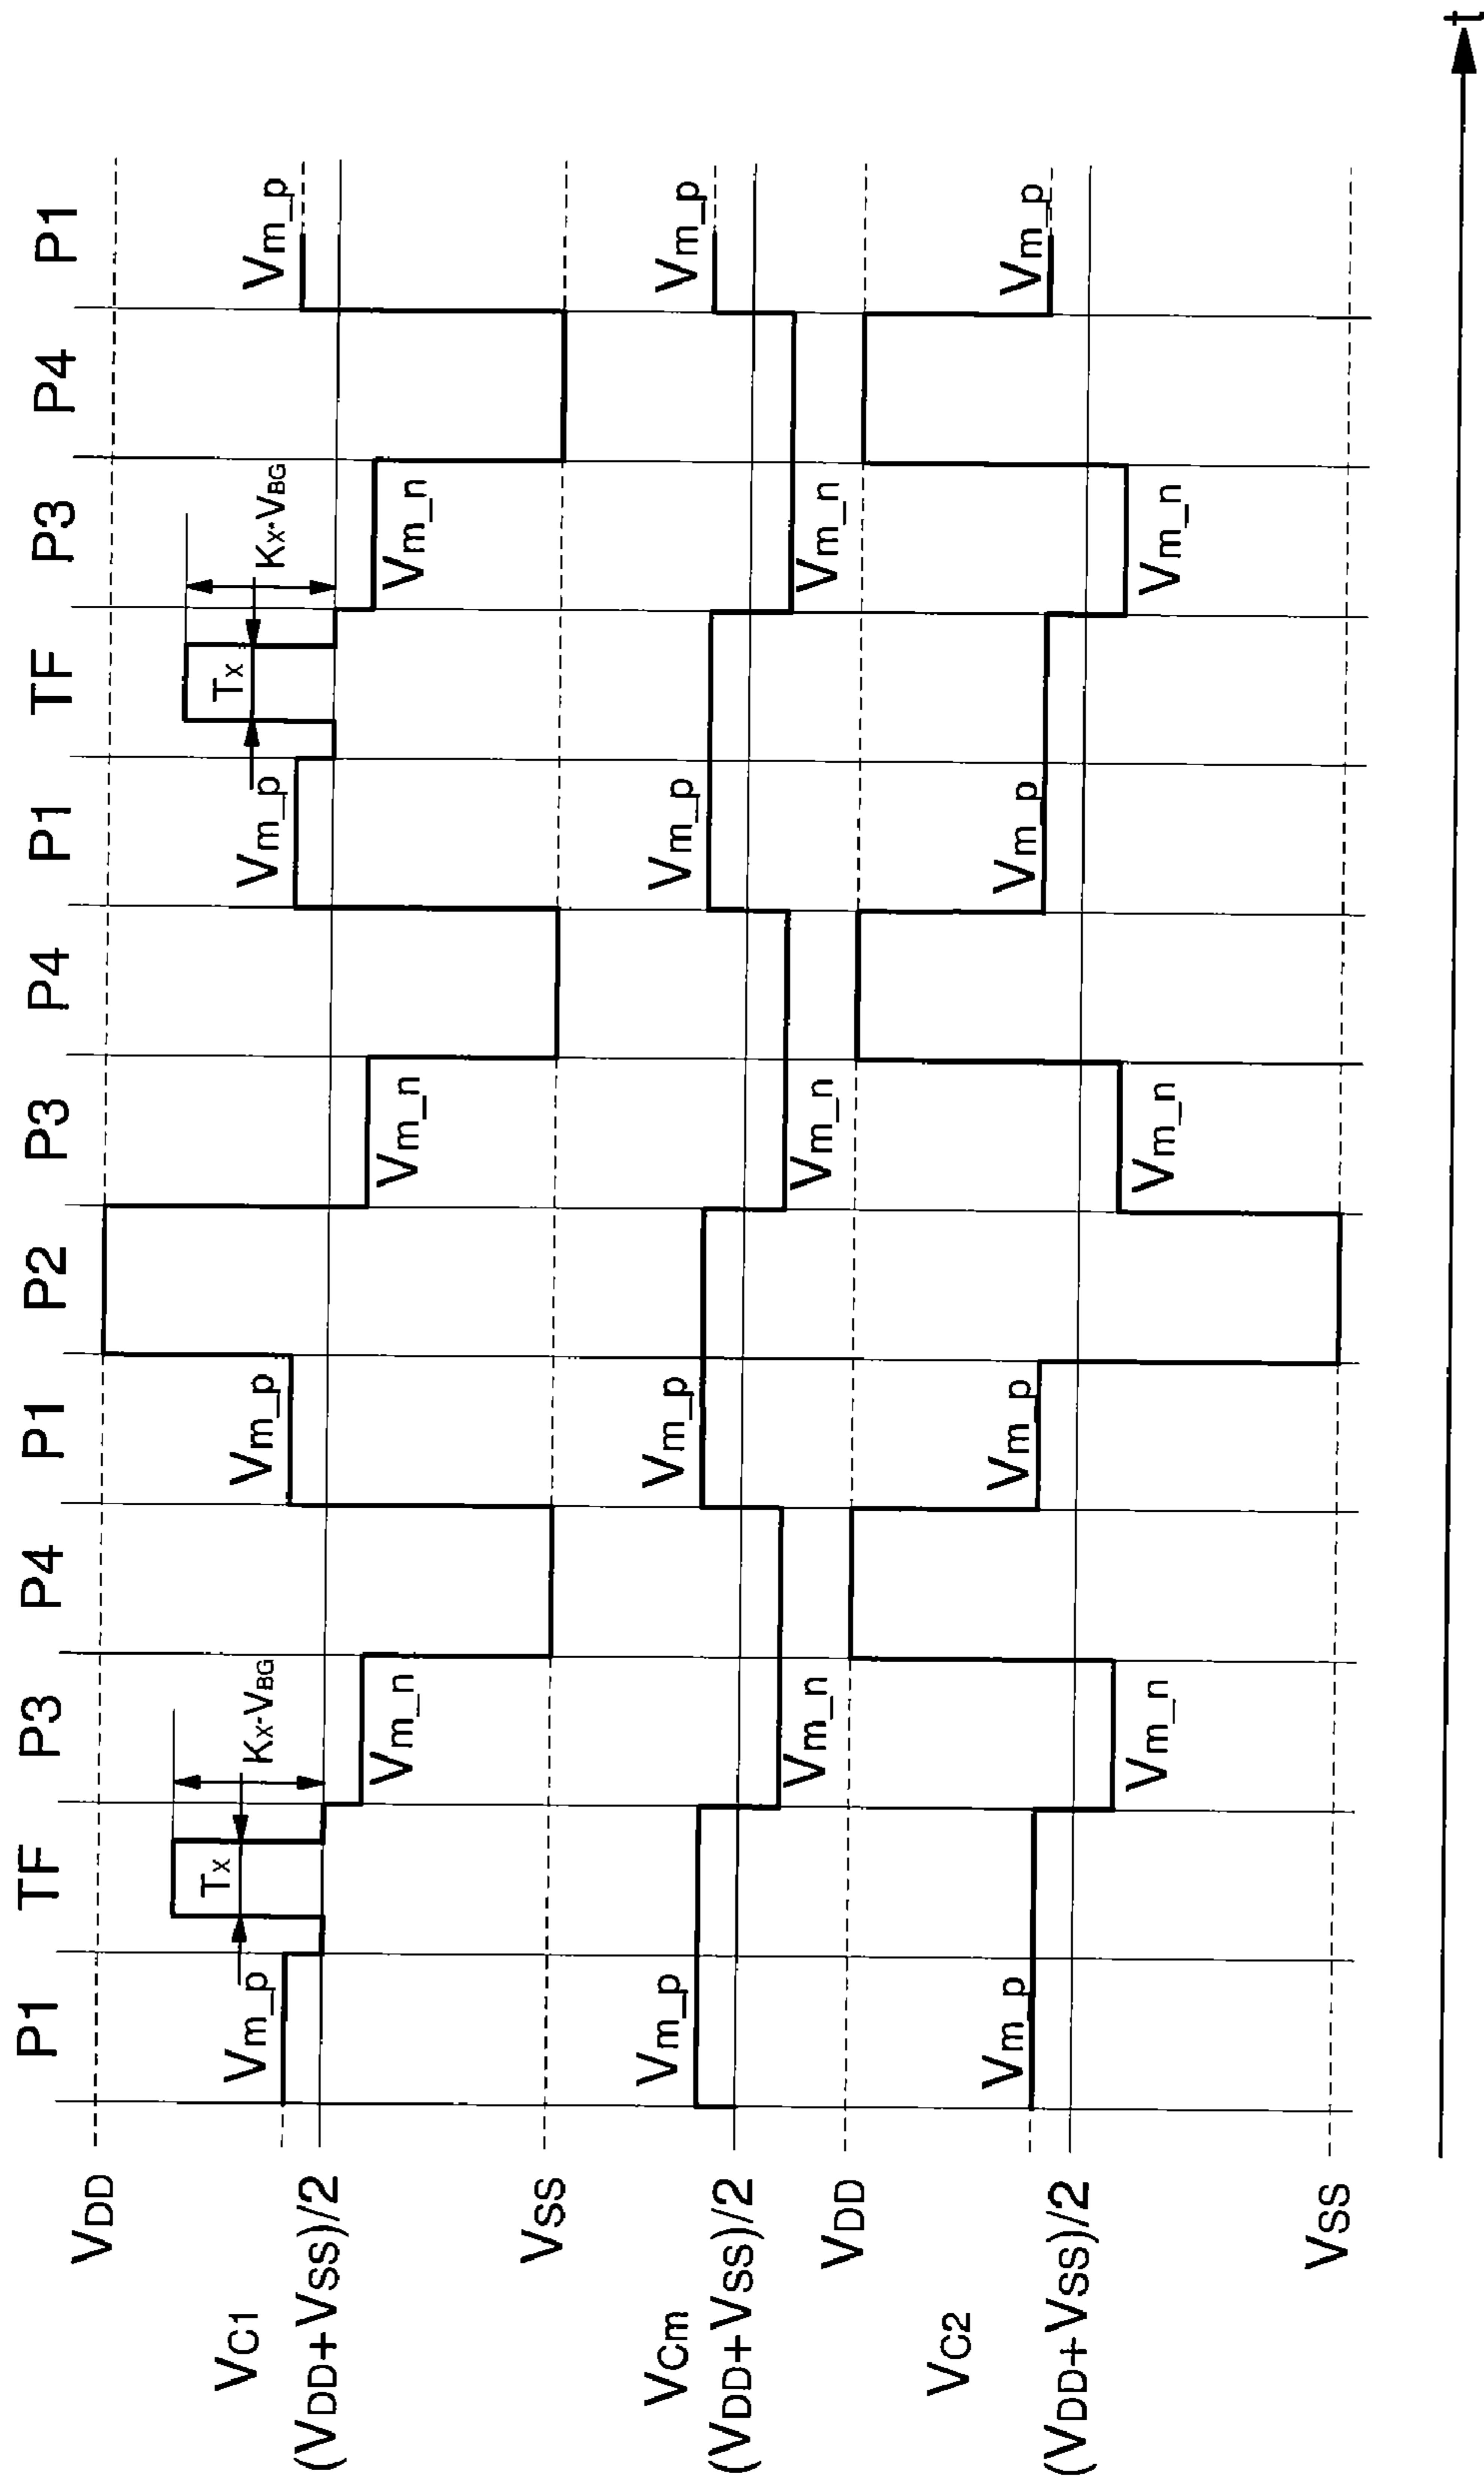 P1 TF P3 P4 P1 P2 P3 P4 P1 TF P3 P4 P1
VDD
KX·VBG KX·VBG
TX TX
VC1
Vm_p Vm_p Vm_p Vm_p
(VDD+VSS)/2
Vm_n Vm_n Vm_n
VSS
VCm
Vm_p Vm_p Vm_p Vm_p
(VDD+VSS)/2
Vm_n Vm_n Vm_n
VDD
VC2
Vm_p Vm_p Vm_p Vm_p
(VDD+VSS)/2
Vm_n Vm_n Vm_n
VSS
t